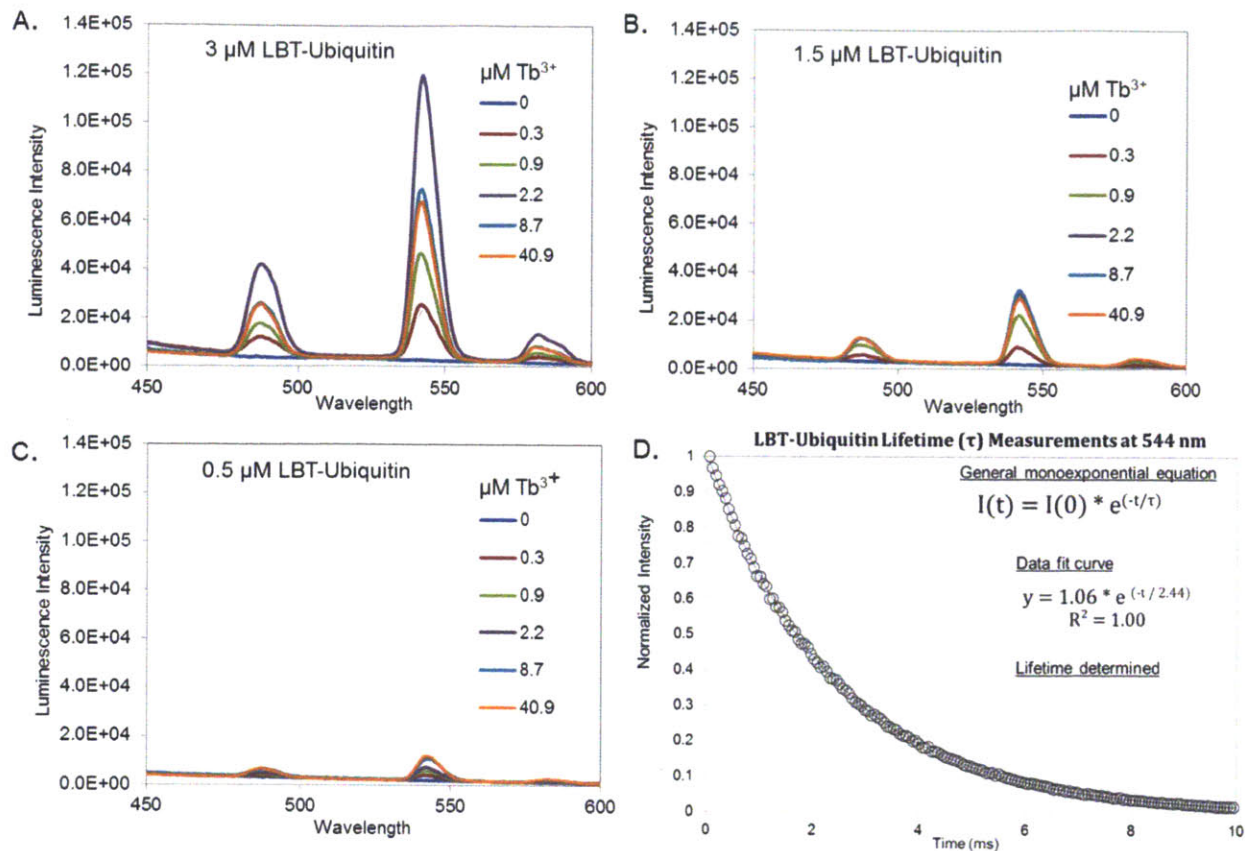 A.
3 µM LBT-Ubiquitin
µM Tb³⁺
0
0.3
0.9
2.2
8.7
40.9
Luminescence Intensity
1.4E+05
1.2E+05
1.0E+05
8.0E+04
6.0E+04
4.0E+04
2.0E+04
0.0E+00
450
500
550
600
Wavelength
B.
1.5 µM LBT-Ubiquitin
µM Tb³⁺
0
0.3
0.9
2.2
8.7
40.9
Luminescence Intensity
1.4E+05
1.2E+05
1.0E+05
8.0E+04
6.0E+04
4.0E+04
2.0E+04
0.0E+00
450
500
550
600
Wavelength
C.
0.5 µM LBT-Ubiquitin
µM Tb³⁺
0
0.3
0.9
2.2
8.7
40.9
Luminescence Intensity
1.4E+05
1.2E+05
1.0E+05
8.0E+04
6.0E+04
4.0E+04
2.0E+04
0.0E+00
450
500
550
600
Wavelength
D.
LBT-Ubiquitin Lifetime (τ) Measurements at 544 nm
General monoexponential equation
I(t) = I(0) * e^(-t/τ)
Data fit curve
y = 1.06 * e^(-t / 2.44)
R² = 1.00
Lifetime determined
Normalized Intensity
1
0.9
0.8
0.7
0.6
0.5
0.4
0.3
0.2
0.1
0
0
2
4
6
8
10
Time (ms)